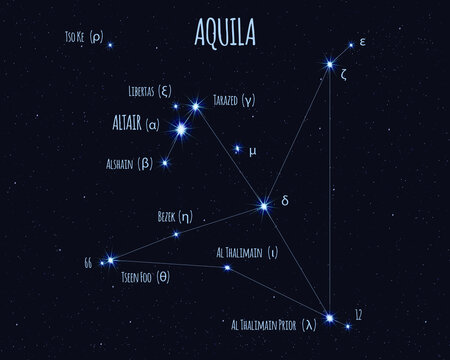 AQUILA
Tso Ke (ρ)
ε
ζ
Libertas (ξ)
Tarazed (γ)
ALTAIR (α)
Alshain (β)
μ
δ
Bezek (η)
Al Thalimain (ι)
66
Tseen Foo (θ)
Al Thalimain Prior (λ)
12